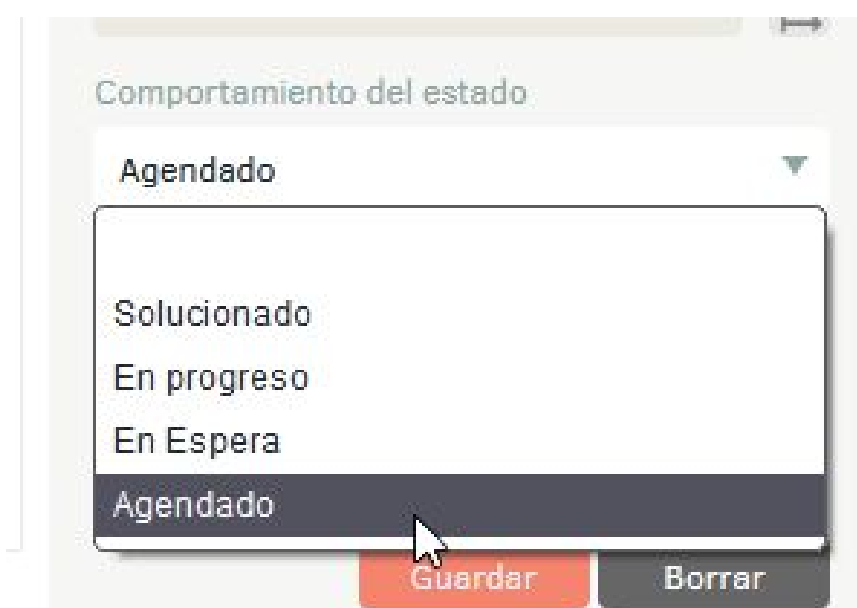 Comportamiento del estado
Agendado
Solucionado
En progreso
En Espera
Agendado
Guardar
Borrar